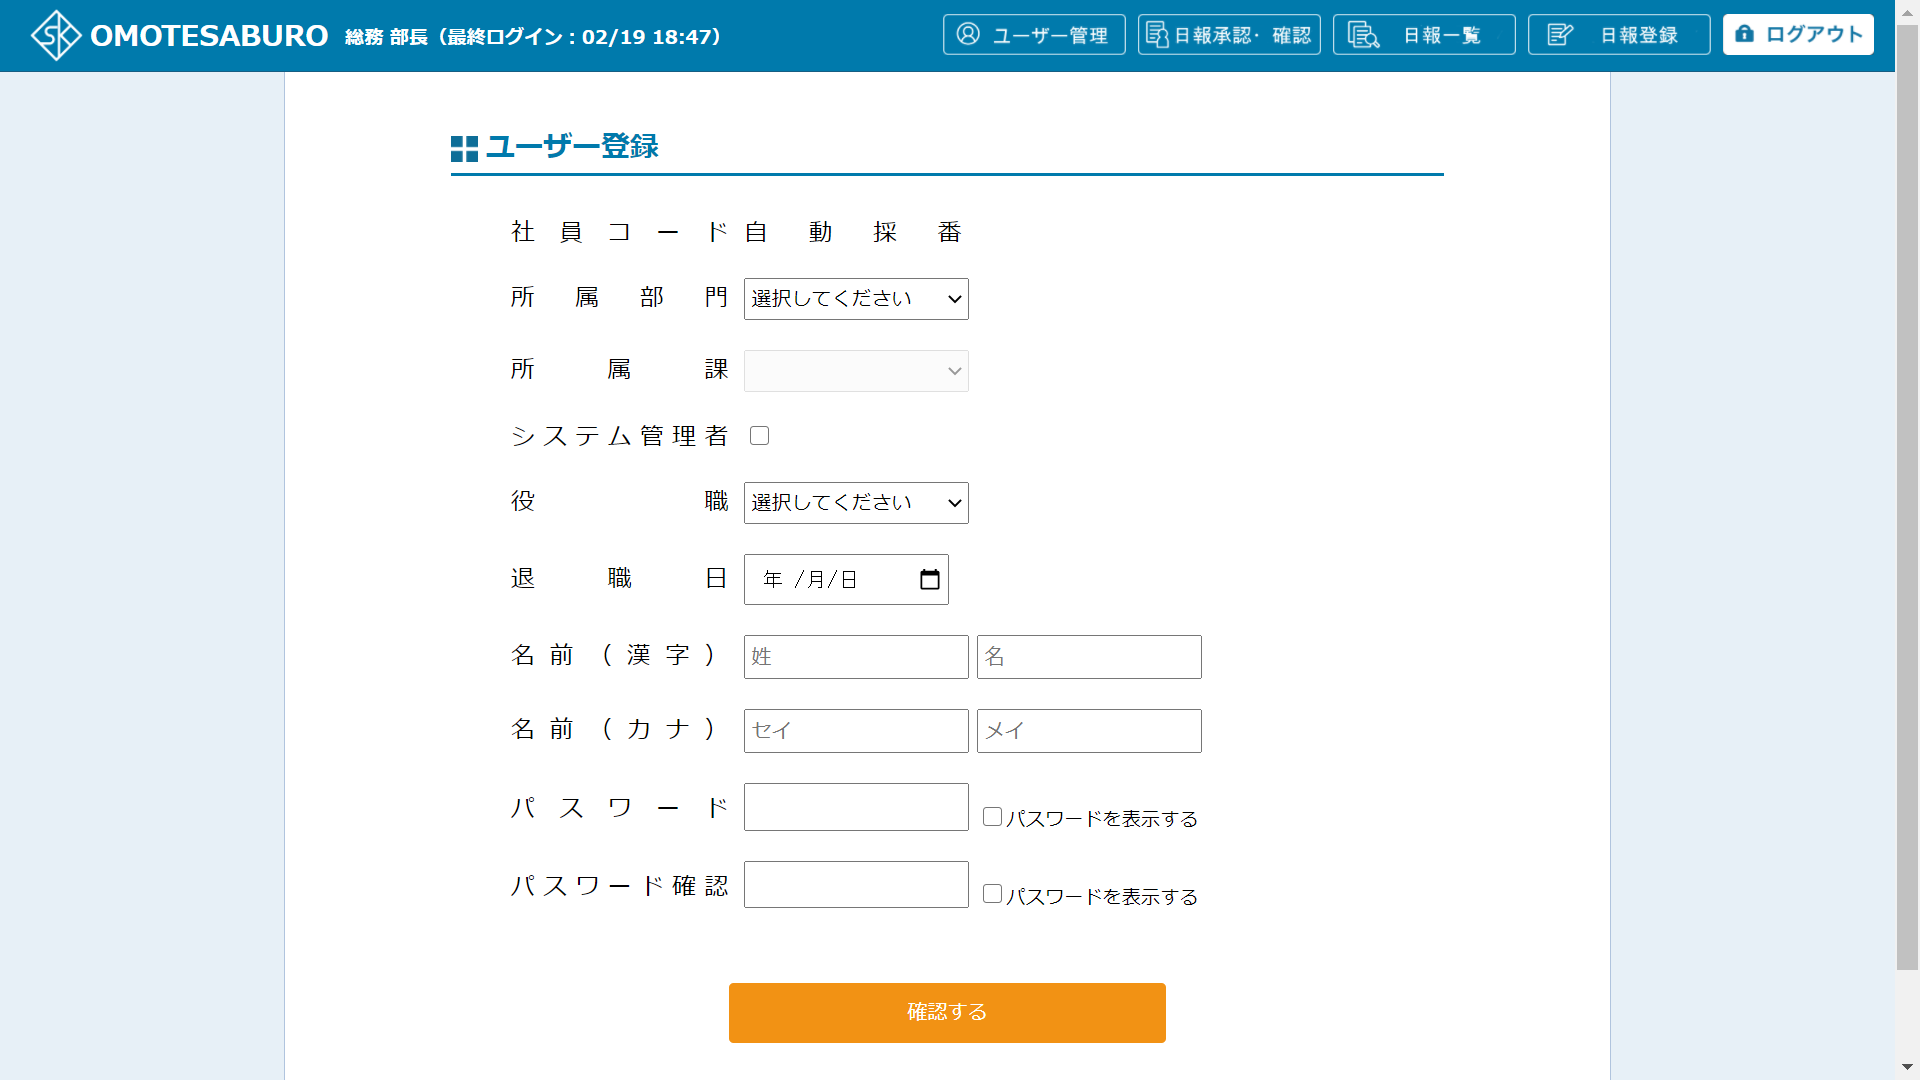 OMOTESABURO 総務 部長（最終ログイン：02/19 18:47） ユーザー管理 日報承認・確認 日報一覧 日報登録 ログアウト
ユーザー登録
社員コード 自動採番
所属部門 選択してください
所属課
システム管理者
役職 選択してください
退職日 年 /月/日
名前（漢字） 姓 名
名前（カナ） セイ メイ
パスワード パスワードを表示する
パスワード確認 パスワードを表示する
確認する